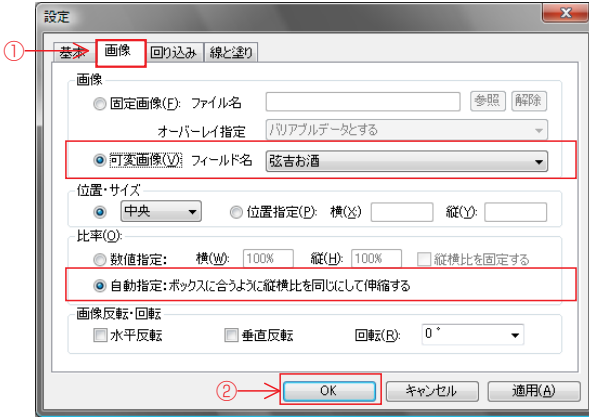 設定
①
基本 画像 回り込み 線と塗り
画像
固定画像(F): ファイル名 参照 解除
オーバーレイ指定 バリアブルデータとする
可変画像(V): フィールド名 弦吉お酒
位置・サイズ
中央 位置指定(P): 横(X) 縦(Y):
比率(O):
数値指定: 横(W): 100% 縦(H): 100% 縦横比を固定する
自動指定:ボックスに合うように縦横比を同じにして伸縮する
画像反転・回転
水平反転 垂直反転 回転(R): 0°
② OK キャンセル 適用(A)